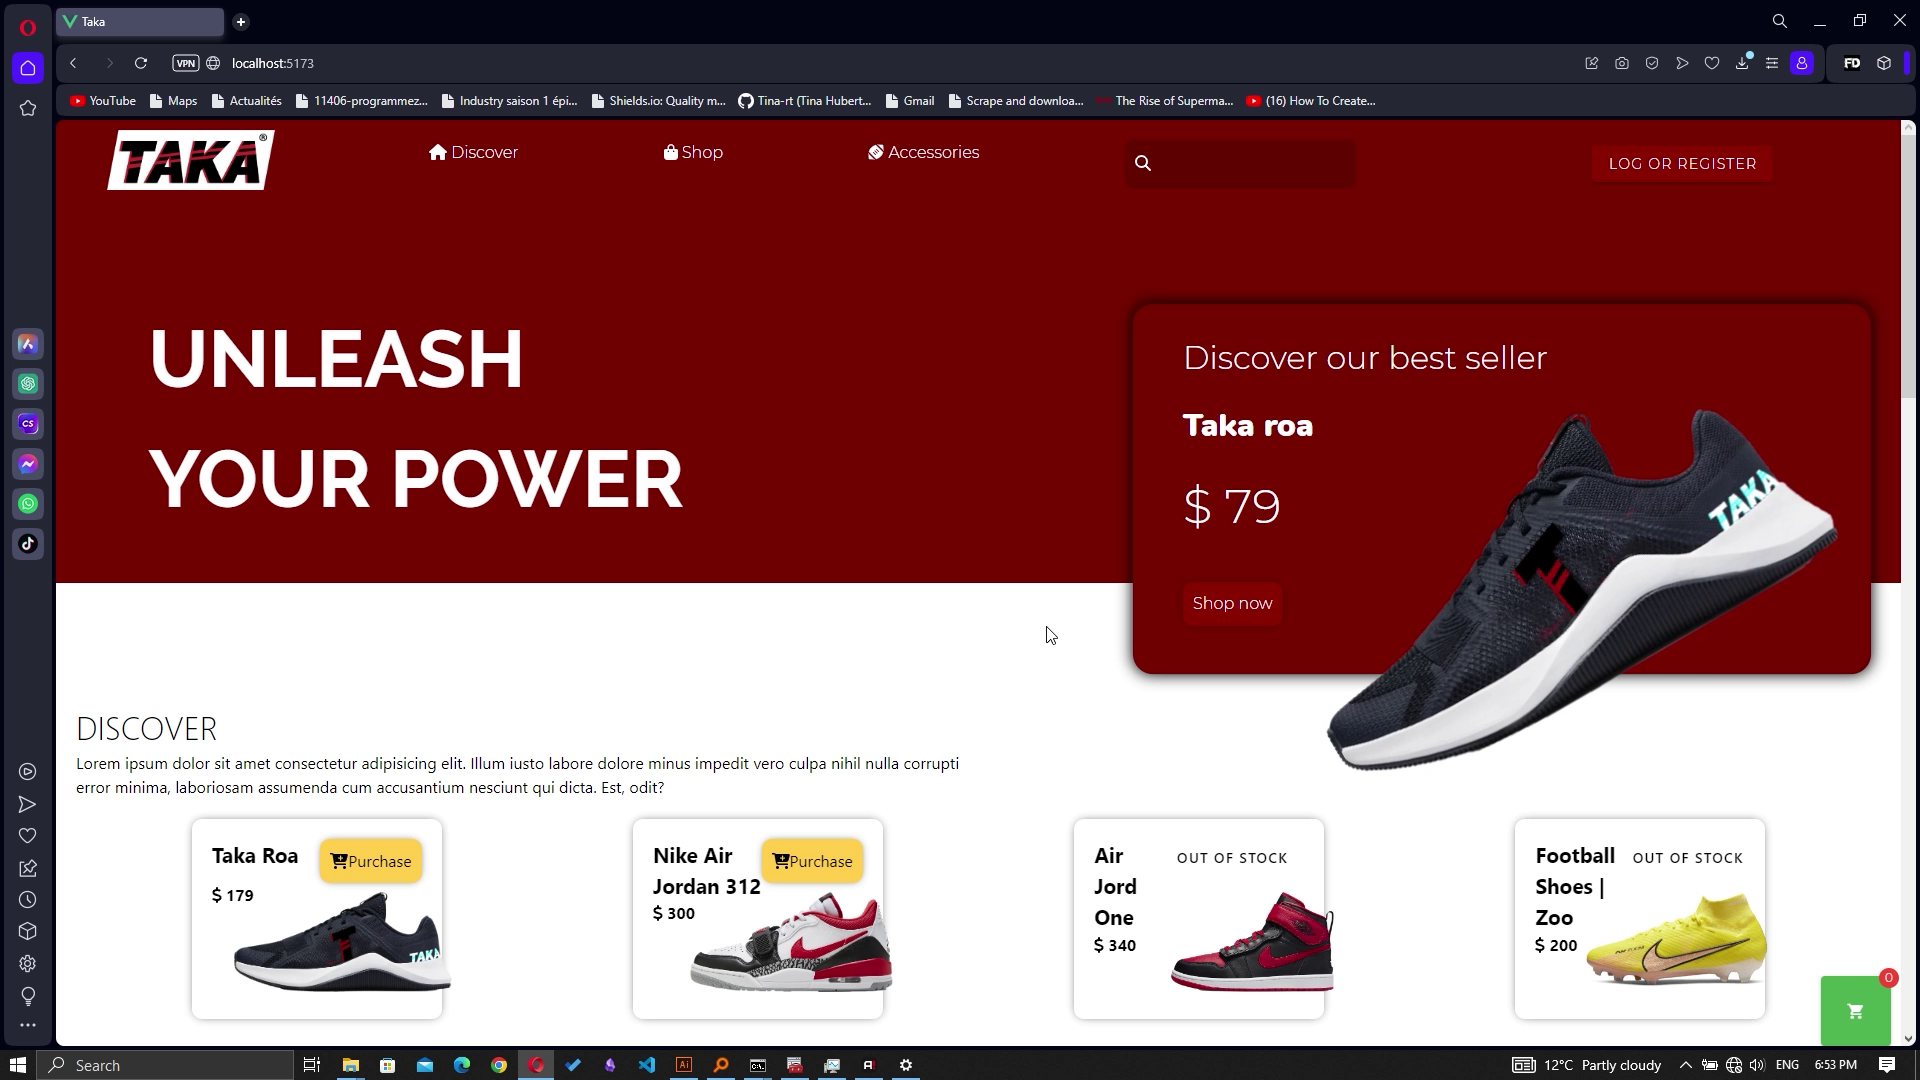 Taka
VPN
localhost:5173
FD
YouTube
Maps
Actualités
11406-programmez...
Industry saison 1 épi...
Shields.io: Quality m...
Tina-rt (Tina Hubert...
Gmail
Scrape and downloa...
The Rise of Superma...
(16) How To Create...
TAKA®
Discover
Shop
Accessories
LOG OR REGISTER
UNLEASH
YOUR POWER
Discover our best seller
Taka roa
$ 79
Shop now
TAKA
CS
DISCOVER
Lorem ipsum dolor sit amet consectetur adipisicing elit. Illum iusto labore dolore minus impedit vero culpa nihil nulla corrupti
error minima, laboriosam assumenda cum accusantium nesciunt qui dicta. Est, odit?
Taka Roa
Purchase
$ 179
TAKA
Nike Air
Jordan 312
Purchase
$ 300
Air
Jord
One
OUT OF STOCK
$ 340
Football
Shoes |
Zoo
OUT OF STOCK
$ 200
0
Search
Ai
12°C Partly cloudy
ENG
6:53 PM